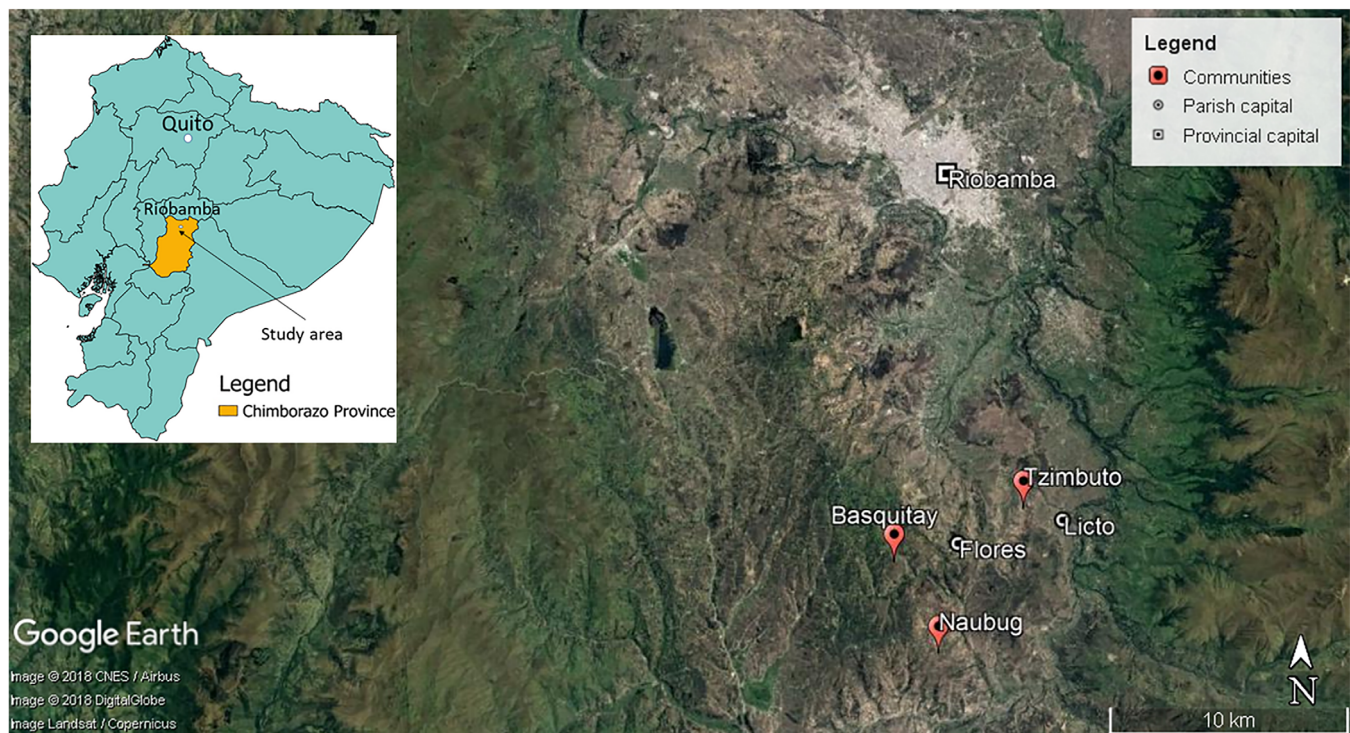 Quito
Riobamba
Study area
Legend
Chimborazo Province
Legend
Communities
Parish capital
Provincial capital
Riobamba
Tzimbuto
Basquitay
Licto
Flores
Naubug
Google Earth
Image © 2018 CNES / Airbus
Image © 2018 DigitalGlobe
Image Landsat / Copernicus
N
10 km